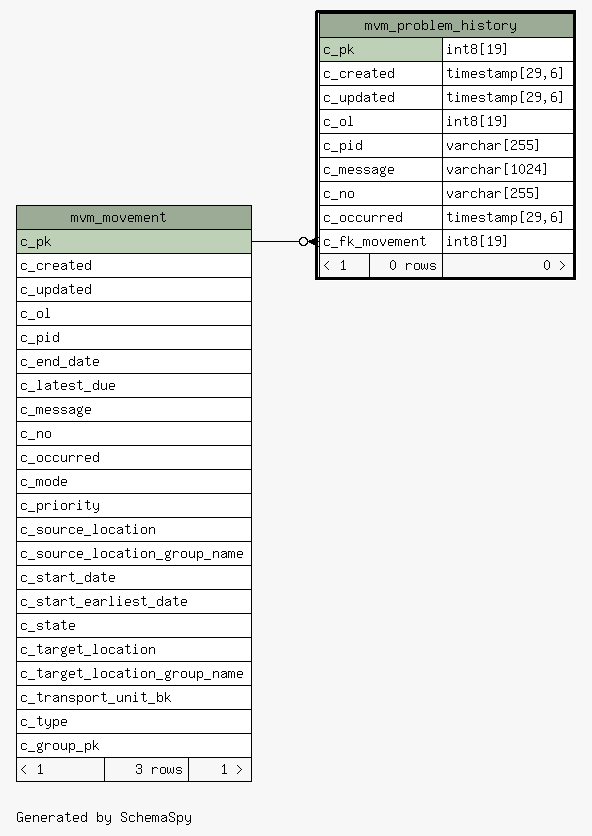 mvm_problem_history
c_pk int8[19]
c_created timestamp[29,6]
c_updated timestamp[29,6]
c_ol int8[19]
c_pid varchar[255]
c_message varchar[1024]
c_no varchar[255]
c_occurred timestamp[29,6]
c_fk_movement int8[19]
< 1 0 rows 0 >
mvm_movement
c_pk
c_created
c_updated
c_ol
c_pid
c_end_date
c_latest_due
c_message
c_no
c_occurred
c_mode
c_priority
c_source_location
c_source_location_group_name
c_start_date
c_start_earliest_date
c_state
c_target_location
c_target_location_group_name
c_transport_unit_bk
c_type
c_group_pk
< 1 3 rows 1 >
Generated by SchemaSpy